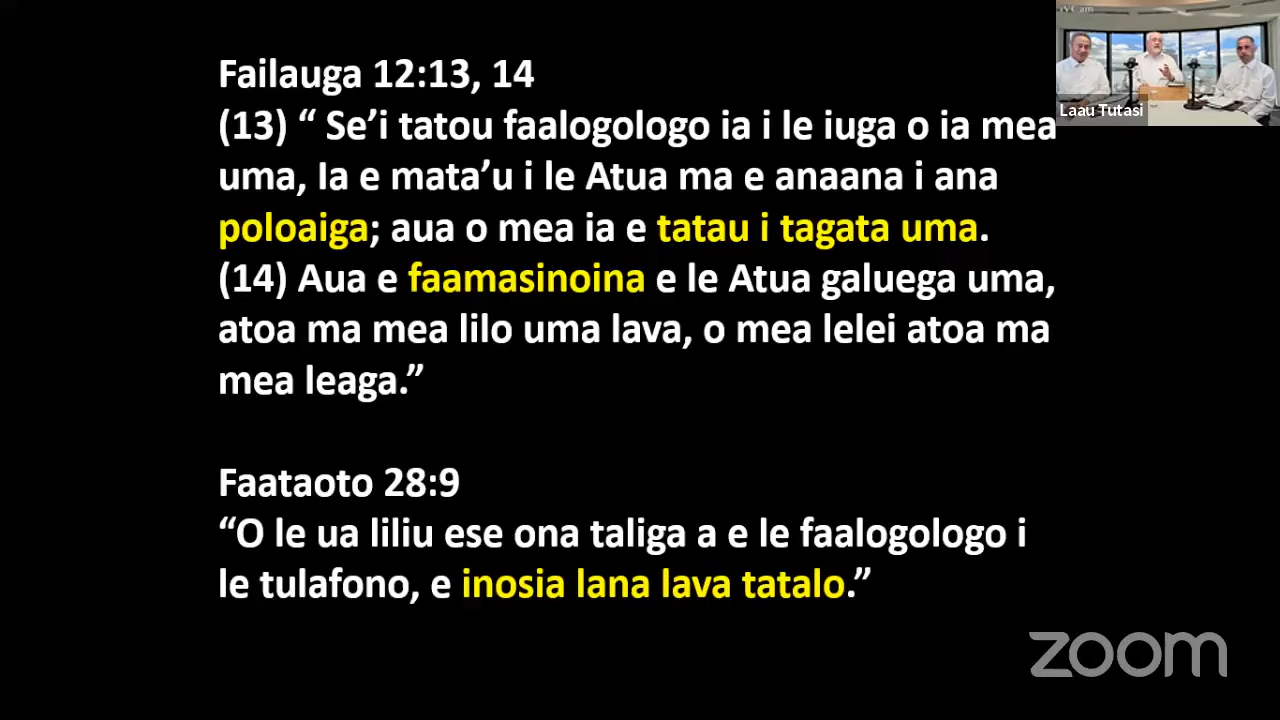 Failauga 12:13, 14
(13) “ Se’i tatou faalogologo ia i le iuga o ia mea
uma, Ia e mata’u i le Atua ma e anaana i ana
poloaiga; aua o mea ia e tatau i tagata uma.
(14) Aua e faamasinoina e le Atua galuega uma,
atoa ma mea lilo uma lava, o mea lelei atoa ma
mea leaga.”
Faataoto 28:9
“O le ua liliu ese ona taliga a e le faalogologo i
le tulafono, e inosia lana lava tatalo.”
Laau Tutasi
zoom